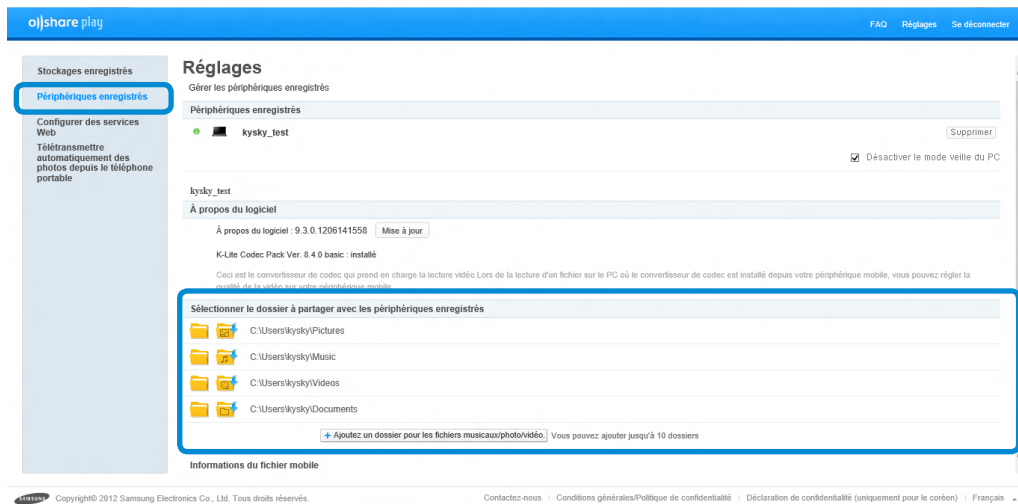 allshare play
FAQ Réglages Se déconnecter
Stockages enregistrés
Périphériques enregistrés
Configurer des services
Web
Télétransmettre
automatiquement des
photos depuis le téléphone
portable
Réglages
Gérer les périphériques enregistrés
Périphériques enregistrés
kysky_test
Supprimer
Désactiver le mode veille du PC
kysky_test
À propos du logiciel
À propos du logiciel : 9.3.0.1206141558 Mise à jour
K-Lite Codec Pack Ver. 8.4.0 basic : installé
Ceci est le convertisseur de codec qui prend en charge la lecture vidéo.Lors de la lecture d'un fichier sur le PC où le convertisseur de codec est installé depuis votre périphérique mobile, vous pouvez régler la
qualité de la vidéo sur votre périphérique mobile.
Sélectionner le dossier à partager avec les périphériques enregistrés
C:\Users\kysky\Pictures
C:\Users\kysky\Music
C:\Users\kysky\Videos
C:\Users\kysky\Documents
+ Ajoutez un dossier pour les fichiers musicaux/photo/vidéo. Vous pouvez ajouter jusqu'à 10 dossiers
Informations du fichier mobile
SAMSUNG Copyright© 2012 Samsung Electronics Co., Ltd. Tous droits réservés.
Contactez-nous | Conditions générales/Politique de confidentialité | Déclaration de confidentialité (uniquement pour le coréen) | Français